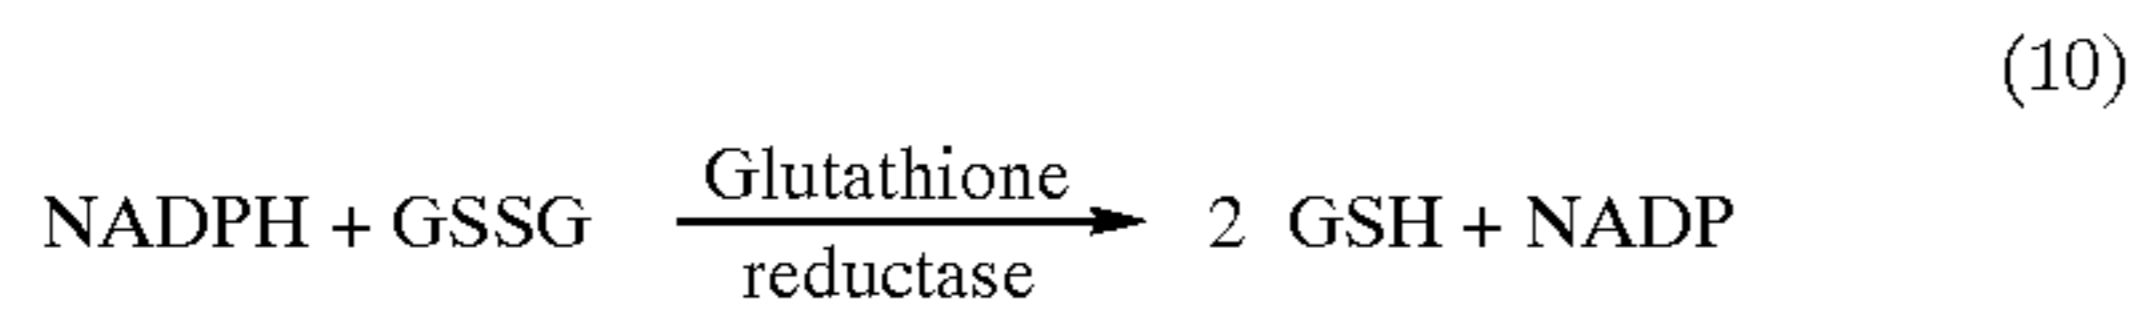 (10)
Glutathione
NADPH + GSSG 2 GSH + NADP
reductase